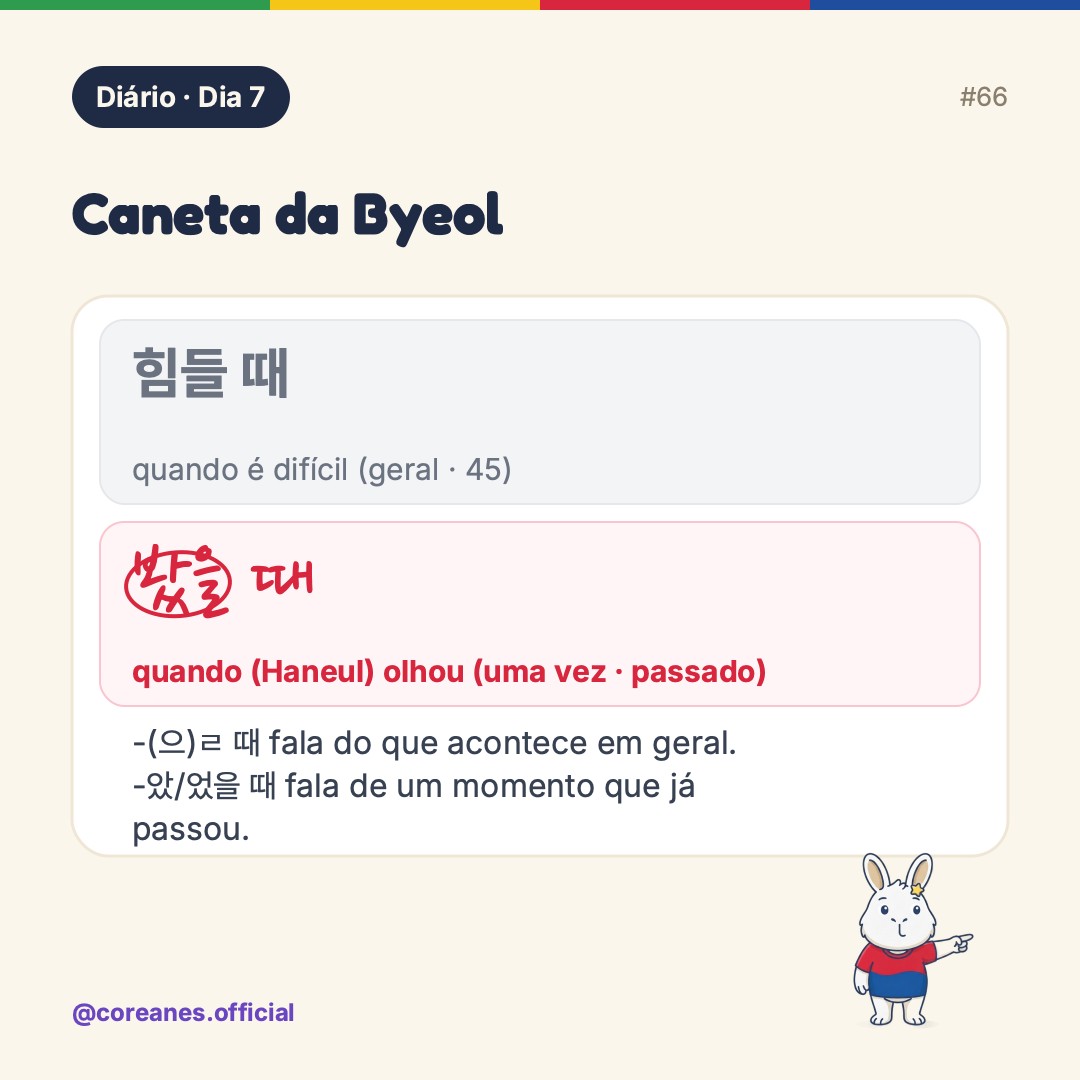 Diário · Dia 7
#66
Caneta da Byeol
힘들 때
quando é difícil (geral · 45)
봤을 때
quando (Haneul) olhou (uma vez · passado)
-(으)ㄹ 때 fala do que acontece em geral.
-았/었을 때 fala de um momento que já
passou.
@coreanes.official